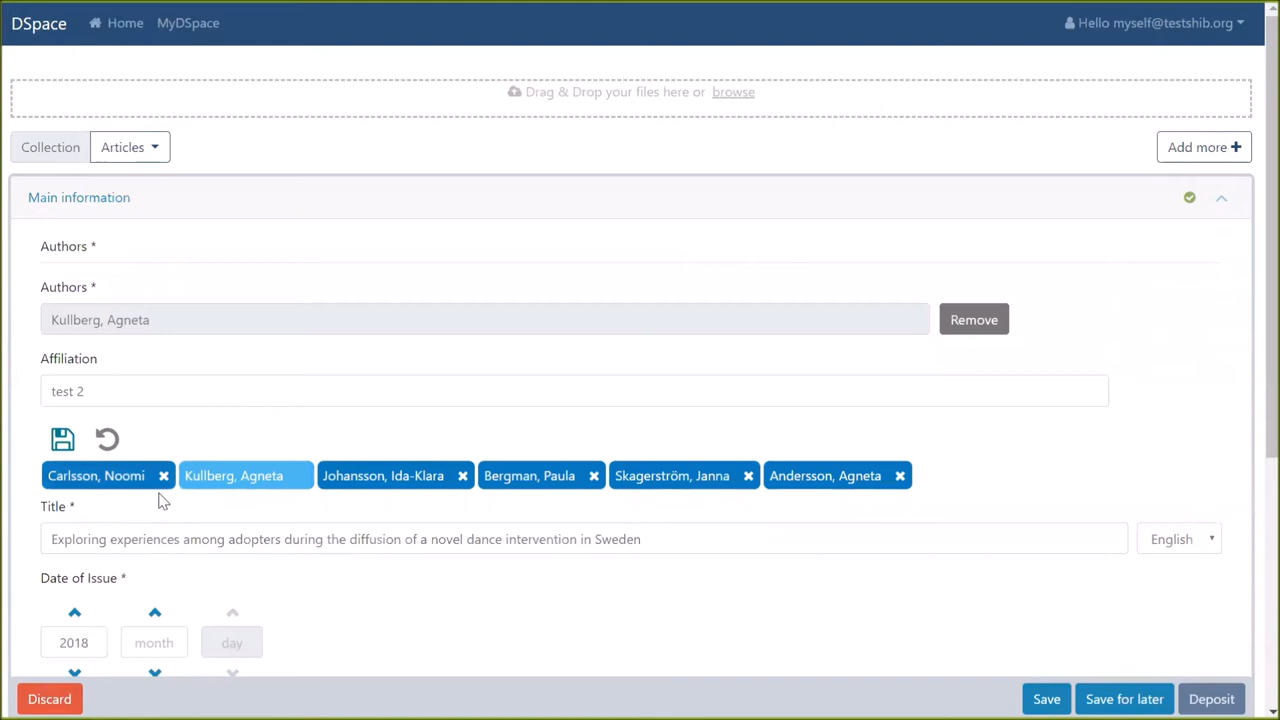 DSpace Home MyDSpace Hello myself@testshib.org
Drag & Drop your files here or browse
Collection Articles Add more
Main information
Authors *
Authors *
Kullberg, Agneta Remove
Affiliation
test 2
Carlsson, Noomi Kullberg, Agneta Johansson, Ida-Klara Bergman, Paula Skagerström, Janna Andersson, Agneta
Title *
Exploring experiences among adopters during the diffusion of a novel dance intervention in Sweden English
Date of Issue *
2018 month day
Discard Save Save for later Deposit